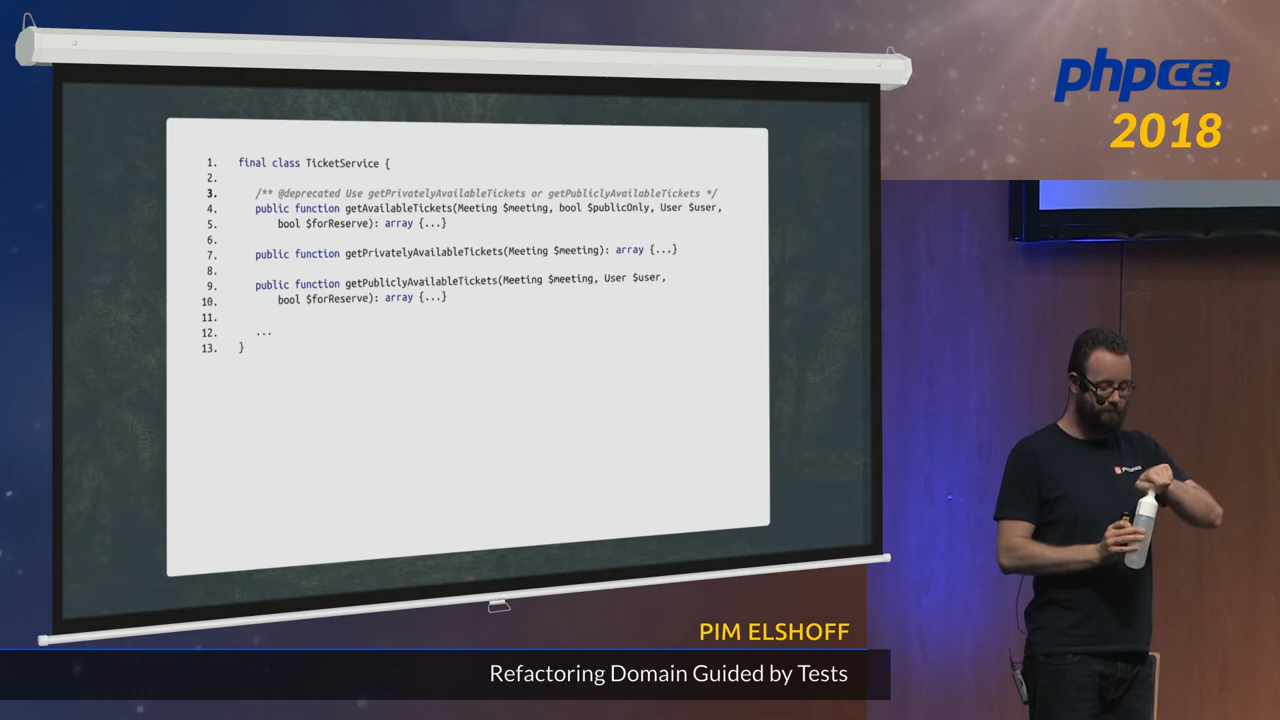 phpCE.
2018
1. final class TicketService {
2.
3. /** @deprecated Use getPrivatelyAvailableTickets or getPubliclyAvailableTickets */
4. public function getAvailableTickets(Meeting $meeting, bool $publicOnly, User $user,
5. bool $forReserve): array {...}
6.
7. public function getPrivatelyAvailableTickets(Meeting $meeting): array {...}
8.
9. public function getPubliclyAvailableTickets(Meeting $meeting, User $user,
10. bool $forReserve): array {...}
11.
12. ...
13. }
PIM ELSHOFF
Refactoring Domain Guided by Tests